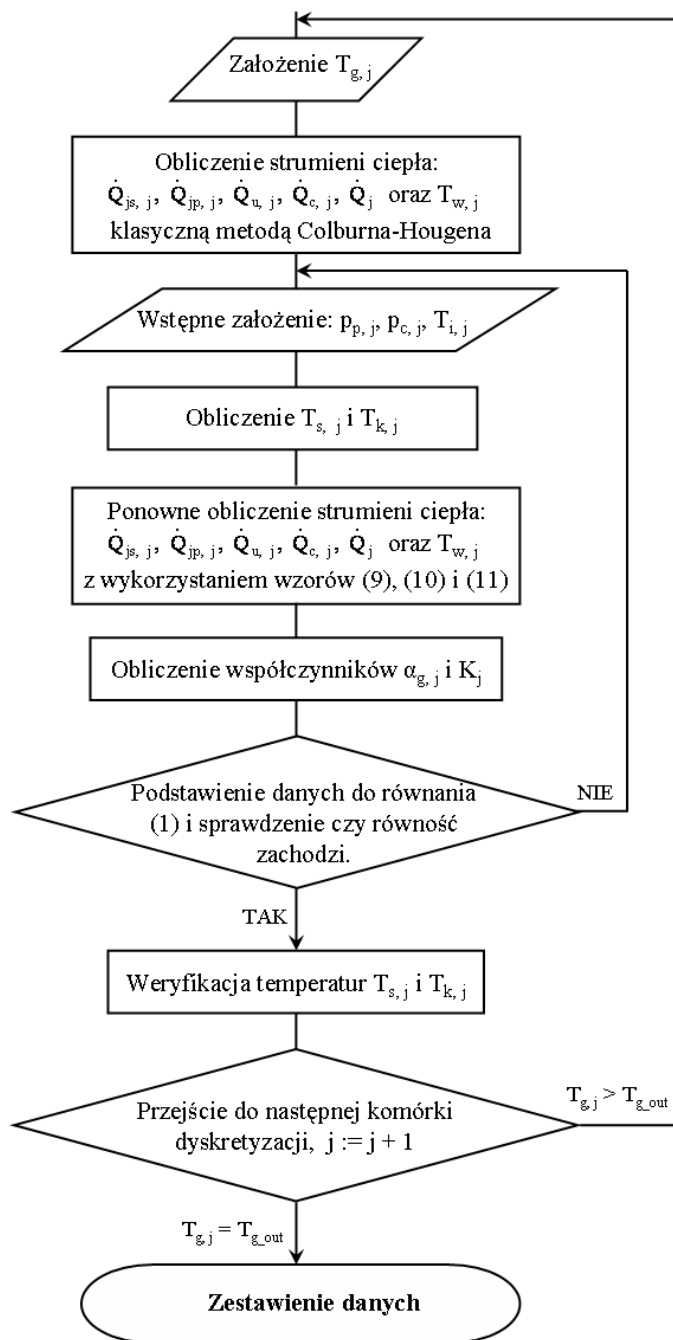 Założenie T_g, j
Obliczenie strumieni ciepła:
Q̇_js, j, Q̇_jp, j, Q̇_u, j, Q̇_c, j, Q̇_j oraz T_w, j
klasyczną metodą Colburna-Hougena
Wstępne założenie: p_p, j, p_c, j, T_i, j
Obliczenie T_s, j i T_k, j
Ponowne obliczenie strumieni ciepła:
Q̇_js, j, Q̇_jp, j, Q̇_u, j, Q̇_c, j, Q̇_j oraz T_w, j
z wykorzystaniem wzorów (9), (10) i (11)
Obliczenie współczynników α_g, j i K_j
Podstawienie danych do równania
(1) i sprawdzenie czy równość
zachodzi.
NIE
TAK
Weryfikacja temperatur T_s, j i T_k, j
Przejście do następnej komórki
dyskretyzacji, j := j + 1
T_g, j > T_g_out
T_g, j = T_g_out
Zestawienie danych